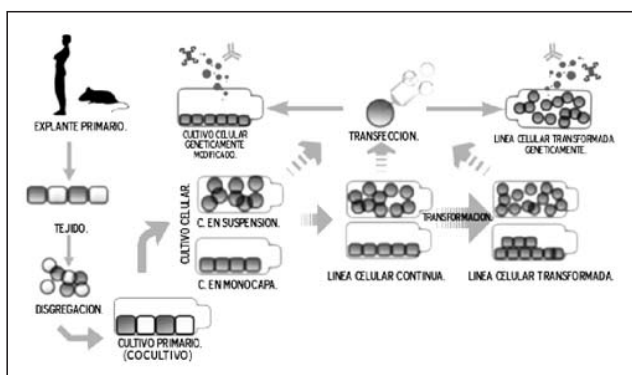 EXPLANTE PRIMARIO.
TEJIDO.
DISGREGACION.
CULTIVO PRIMARIO.
(COCULTIVO)
CULTIVO CELULAR.
C. EN SUSPENSION.
C. EN MONOCAPA.
CULTIVO CELULAR
GENETICAMENTE
MODIFICADO.
TRANSFECCION.
LINEA CELULAR TRANSFORMADA
GENETICAMENTE.
TRANSFORMACION.
LINEA CELULAR CONTINUA.
LINEA CELULAR TRANSFORMADA.